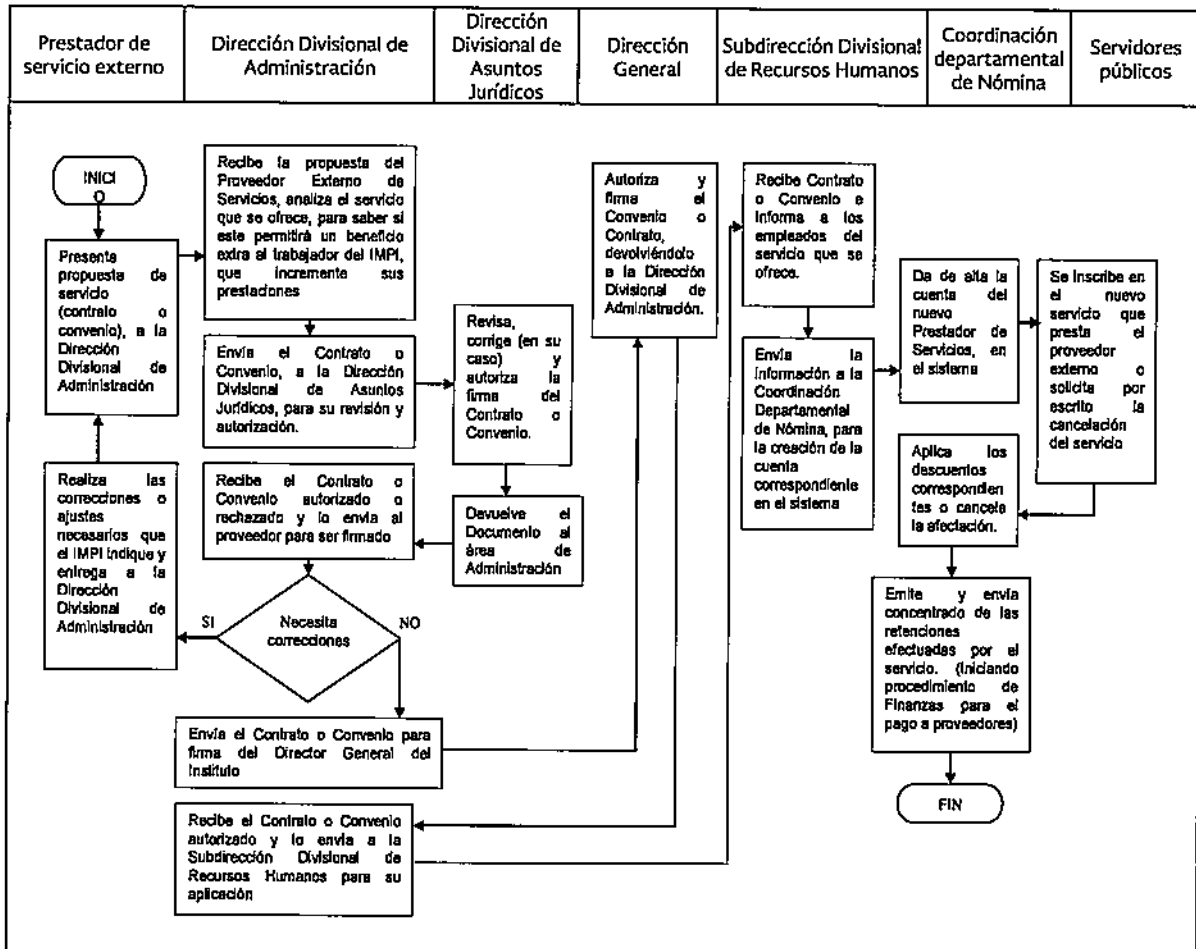 Prestador de
servicio externo
Dirección Divisional de
Administración
Dirección
Divisional de
Asuntos
Jurídicos
Dirección
General
Subdirección Divisional
de Recursos Humanos
Coordinación
departamental
de Nómina
Servidores
públicos
INICI
O
Presenta
propuesta de
servicio
(contrato o
convenio), a la
Dirección
Divisional de
Administración
Realiza las
correcciones o
ajustes
necesarios que
el IMPI indique y
entrega a la
Dirección
Divisional de
Administración
Recibe la propuesta del
Proveedor Externo de
Servicios, analiza el servicio
que se ofrece, para saber si
este permitirá un beneficio
extra al trabajador del IMPI,
que incremente sus
prestaciones
Envía el Contrato o
Convenio, a la Dirección
Divisional de Asuntos
Jurídicos, para su revisión y
autorización.
Recibe el Contrato o
Convenio autorizado o
rechazado y lo envia al
proveedor para ser firmado
SI
Necesita
correcciones
NO
Envía el Contrato o Convenio para
firma del Director General del
Instituto
Recibe el Contrato o Convenio
autorizado y lo envía a la
Subdirección Divisional de
Recursos Humanos para su
aplicación
Revisa,
corrige (en su
caso) y
autoriza la
firma del
Contrato o
Convenio.
Devuelve el
Documento al
área de
Administración
Autoriza y
firma el
Convenio o
Contrato,
devolviéndolo
a la Dirección
Divisional de
Administración.
Recibe Contrato
o Convenio e
Informa a los
empleados del
servicio que se
ofrece.
Envía la
Información a la
Coordinación
Departamental
de Nómina, para
la creación de la
cuenta
correspondiente
en el sistema
Da de alta la
cuenta del
nuevo
Prestador de
Servicios, en
el sistema
Se Inscribe en
el nuevo
servicio que
presta el
proveedor
externo o
solicita por
escrito la
cancelación
del servicio
Aplica los
descuentos
correspondien
tes o cancela
la afectación.
Emite y envía
concentrado de las
retenciones
efectuadas por el
servicio. (Iniciando
procedimiento de
Finanzas para el
pago a proveedores)
FIN